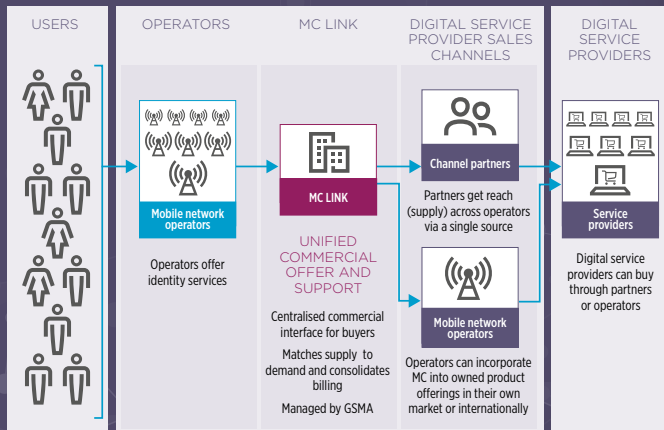 USERS
OPERATORS
MC LINK
DIGITAL SERVICE
PROVIDER SALES
CHANNELS
DIGITAL
SERVICE
PROVIDERS
Mobile network
operators
Operators offer
identity services
MC LINK
UNIFIED
COMMERCIAL
OFFER AND
SUPPORT
Centralised commercial
interface for buyers
Matches supply to
demand and consolidates
billing
Managed by GSMA
Channel partners
Partners get reach
(supply) across operators
via a single source
Mobile network
operators
Operators can incorporate
MC into owned product
offerings in their own
market or internationally
Service
providers
Digital service
providers can buy
through partners
or operators